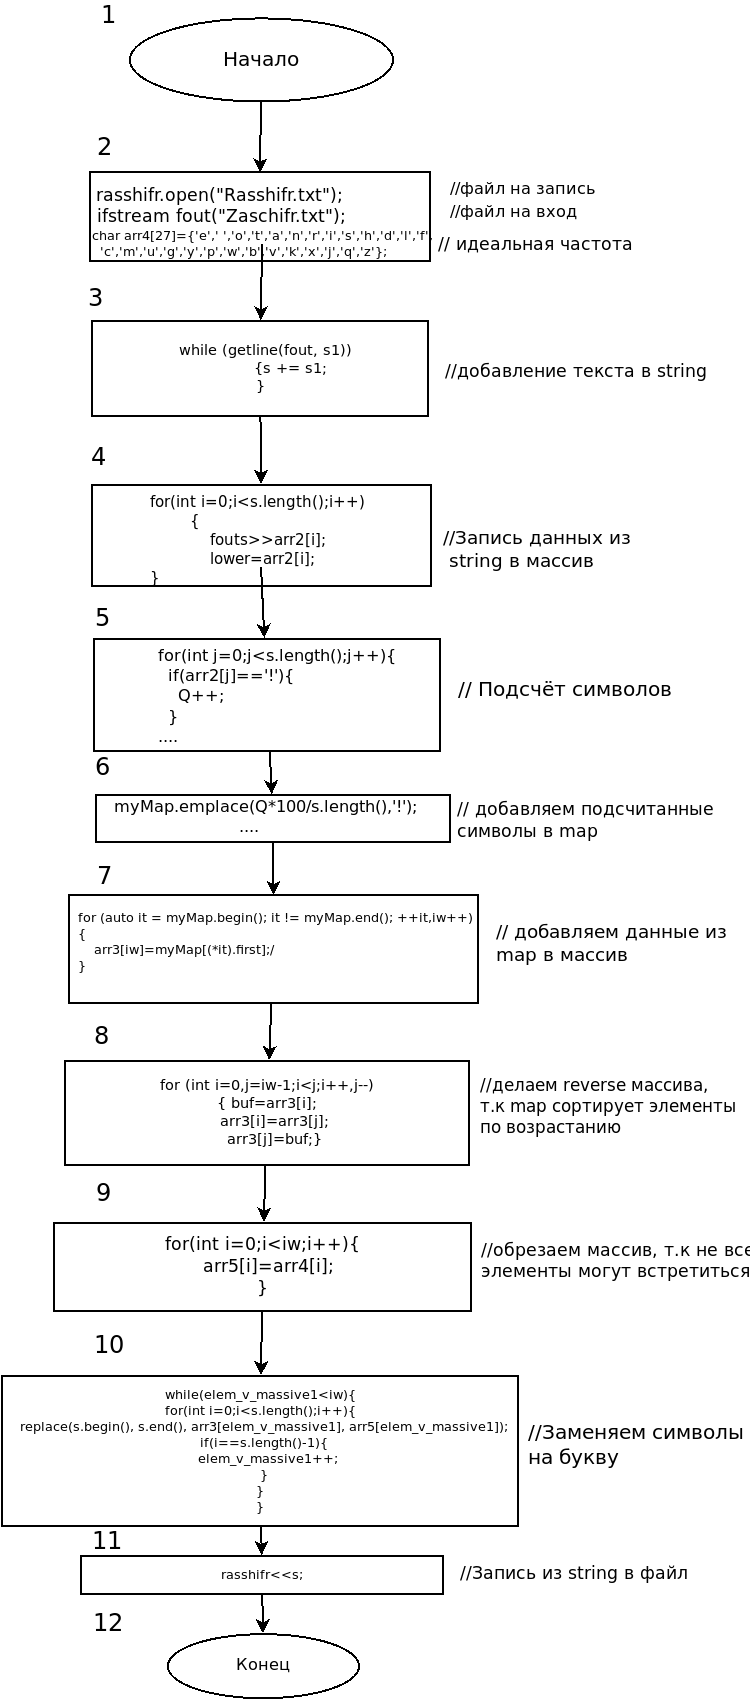 1
Начало
2
rasshifr.open("Rasshifr.txt");
//файл на запись
ifstream fout("Zaschifr.txt");
//файл на вход
char arr4[27]={'e',' ','o','t','a','n','r','i','s','h','d','l','f',
// идеальная частота
'c','m','u','g','y','p','w','b','v','k','x','j','q','z'};
3
while (getline(fout, s1))
{s += s1;
}
//добавление текста в string
4
for(int i=0;i<s.length();i++)
{
fouts>>arr2[i];
lower=arr2[i];
}
//Запись данных из
string в массив
5
for(int j=0;j<s.length();j++){
if(arr2[j]=='!'){
Q++;
}
....
// Подсчёт символов
6
myMap.emplace(Q*100/s.length(),'!');
....
// добавляем подсчитанные
символы в map
7
for (auto it = myMap.begin(); it != myMap.end(); ++it,iw++)
{
arr3[iw]=myMap[(*it).first];/
}
// добавляем данные из
map в массив
8
for (int i=0,j=iw-1;i<j;i++,j--)
{ buf=arr3[i];
arr3[i]=arr3[j];
arr3[j]=buf;}
//делаем reverse массива,
т.к map сортирует элементы
по возрастанию
9
for(int i=0;i<iw;i++){
arr5[i]=arr4[i];
}
//обрезаем массив, т.к не все
элементы могут встретиться
10
while(elem_v_massive1<iw){
for(int i=0;i<s.length();i++){
replace(s.begin(), s.end(), arr3[elem_v_massive1], arr5[elem_v_massive1]);
if(i==s.length()-1){
elem_v_massive1++;
}
}
}
//Заменяем символы
на букву
11
rasshifr<<s;
//Запись из string в файл
12
Конец